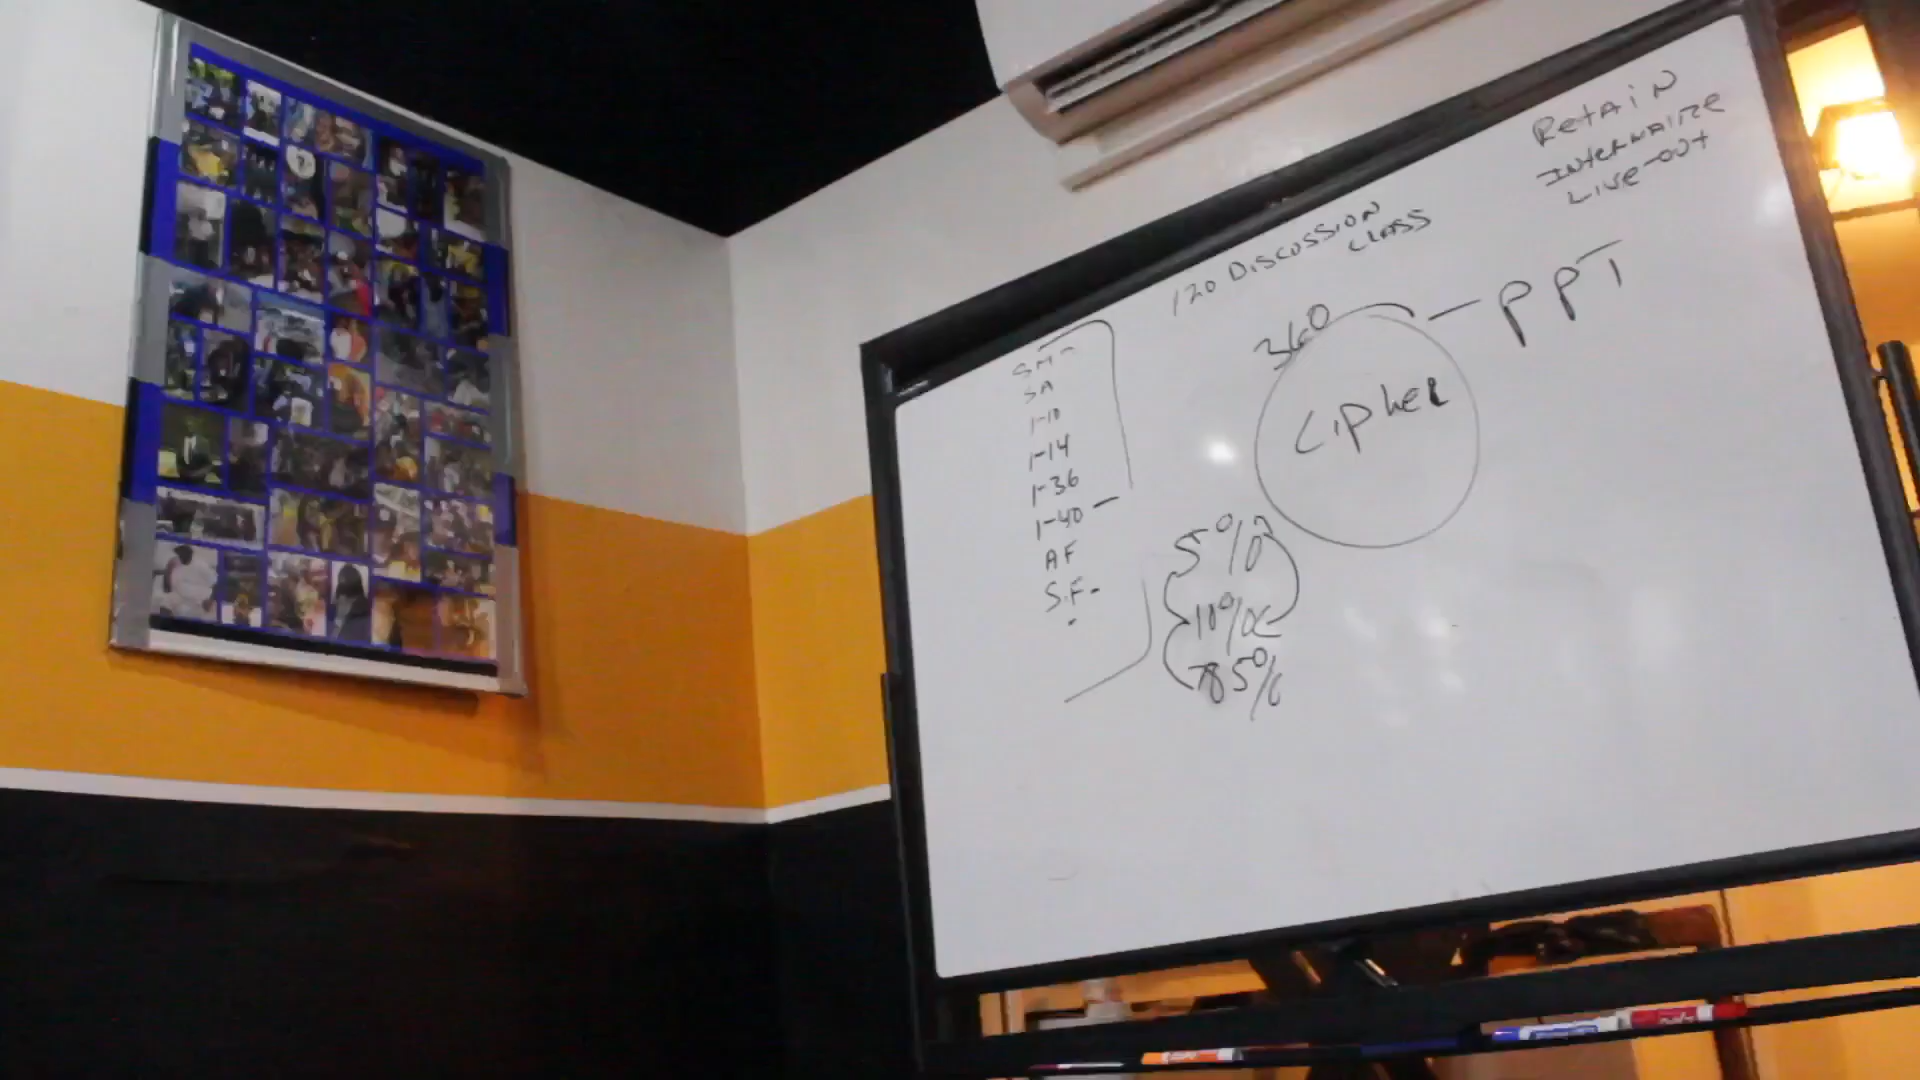 Retain
Internalize
Live-out
120 Discussion
Class
360
PPT
Cipher
SA
1-10
1-14
1-36
1-40
AF
S.F.
5%
10%
85%